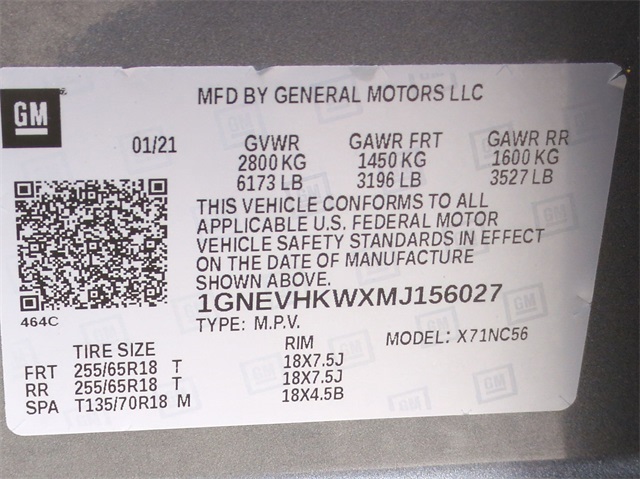 MFD BY GENERAL MOTORS LLC
GM
01/21 GVWR GAWR FRT GAWR RR
2800 KG 1450 KG 1600 KG
6173 LB 3196 LB 3527 LB
THIS VEHICLE CONFORMS TO ALL
APPLICABLE U.S. FEDERAL MOTOR
VEHICLE SAFETY STANDARDS IN EFFECT
ON THE DATE OF MANUFACTURE
SHOWN ABOVE.
1GNEVHKWXMJ156027
464C
TYPE: M.P.V. MODEL: X71NC56
TIRE SIZE RIM
FRT 255/65R18 T 18X7.5J
RR 255/65R18 T 18X7.5J
SPA T135/70R18 M 18X4.5B